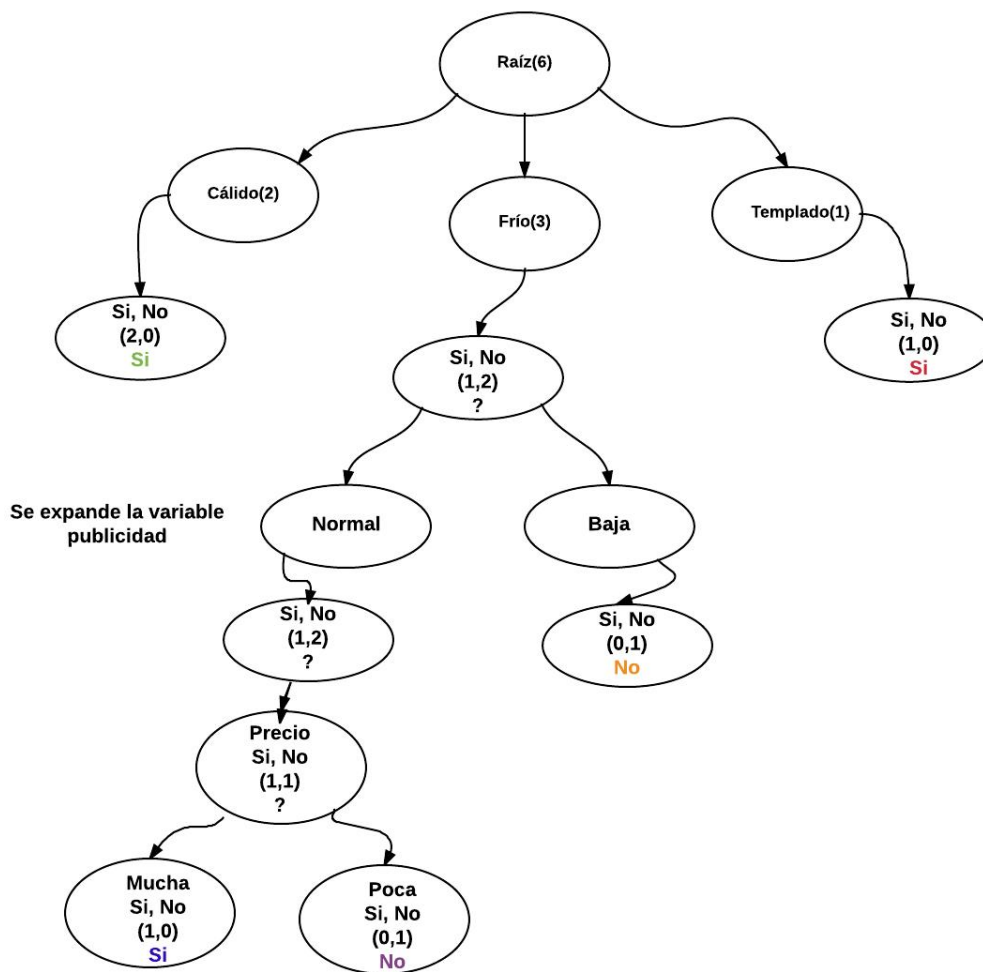 Raíz(6)
Cálido(2)
Frío(3)
Templado(1)
Si, No
(2,0)
Si
Si, No
(1,2)
?
Si, No
(1,0)
Si
Se expande la variable
publicidad
Normal
Baja
Si, No
(1,2)
?
Si, No
(0,1)
No
Precio
Si, No
(1,1)
?
Mucha
Si, No
(1,0)
Si
Poca
Si, No
(0,1)
No